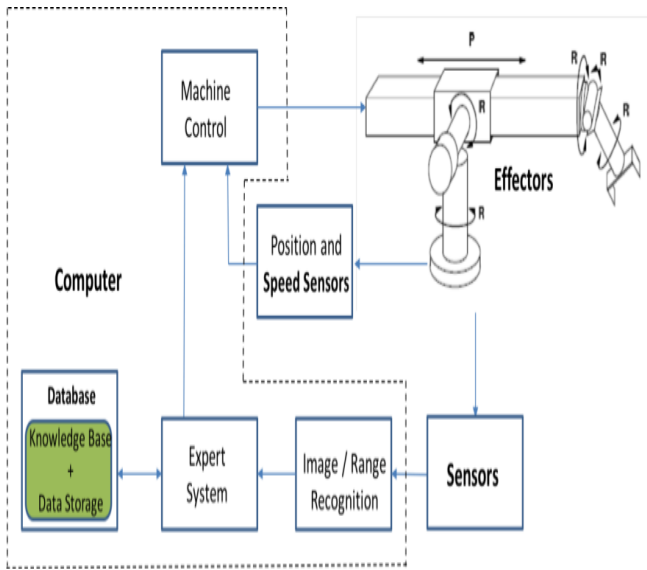 P
R
R
R
R
R
Machine
Control
Effectors
Position and
Speed Sensors
Computer
Database
Knowledge Base
+
Data Storage
Expert
System
Image / Range
Recognition
Sensors